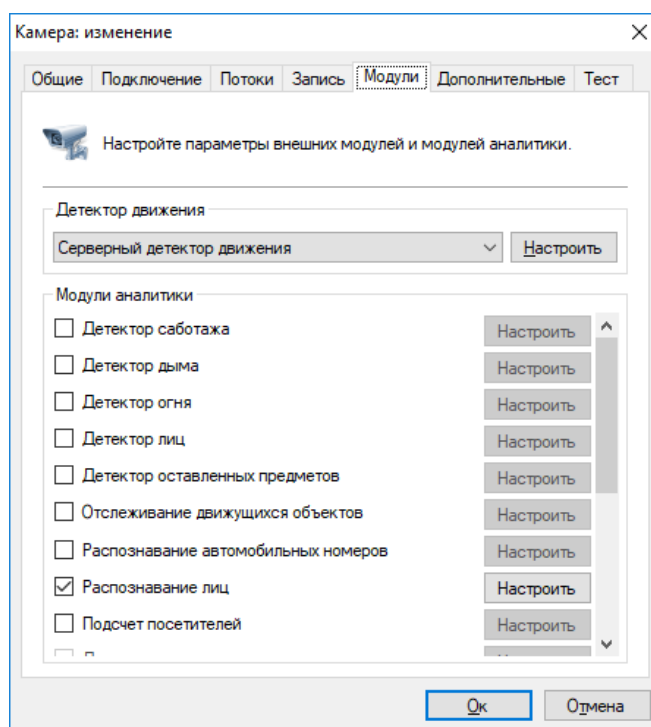 Камера: изменение
Общие Подключение Потоки Запись Модули Дополнительные Тест
Настройте параметры внешних модулей и модулей аналитики.
Детектор движения
Серверный детектор движения Настроить
Модули аналитики
Детектор саботажа Настроить
Детектор дыма Настроить
Детектор огня Настроить
Детектор лиц Настроить
Детектор оставленных предметов Настроить
Отслеживание движущихся объектов Настроить
Распознавание автомобильных номеров Настроить
Распознавание лиц Настроить
Подсчет посетителей Настроить
Ок Отмена